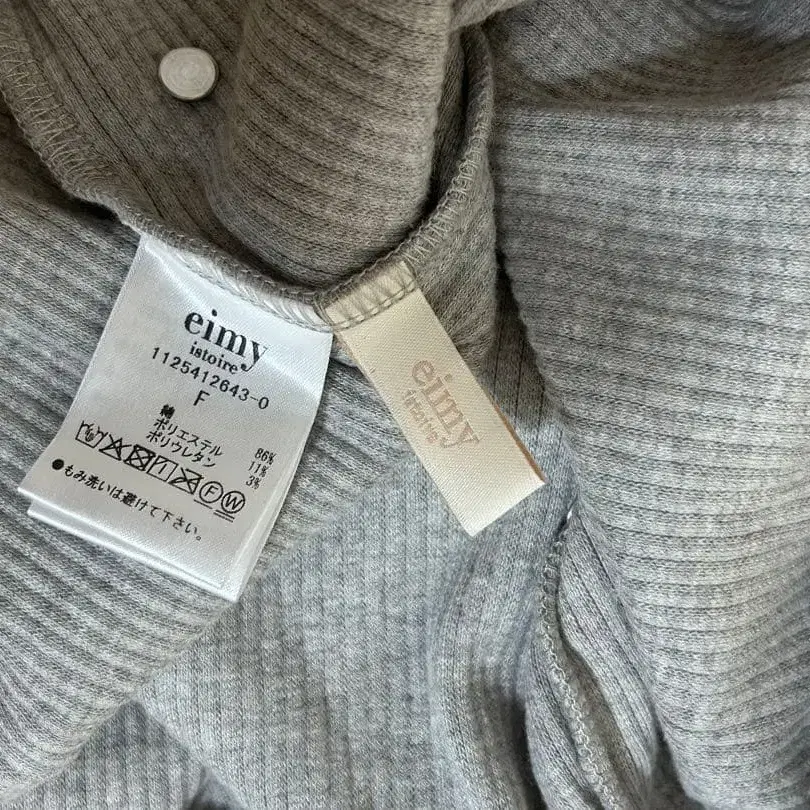 eimy
istoire
1125412643-0
F
綿 86%
ポリエステル 11%
ポリウレタン 3%
●もみ洗いは避けて下さい。
eimy
istoire